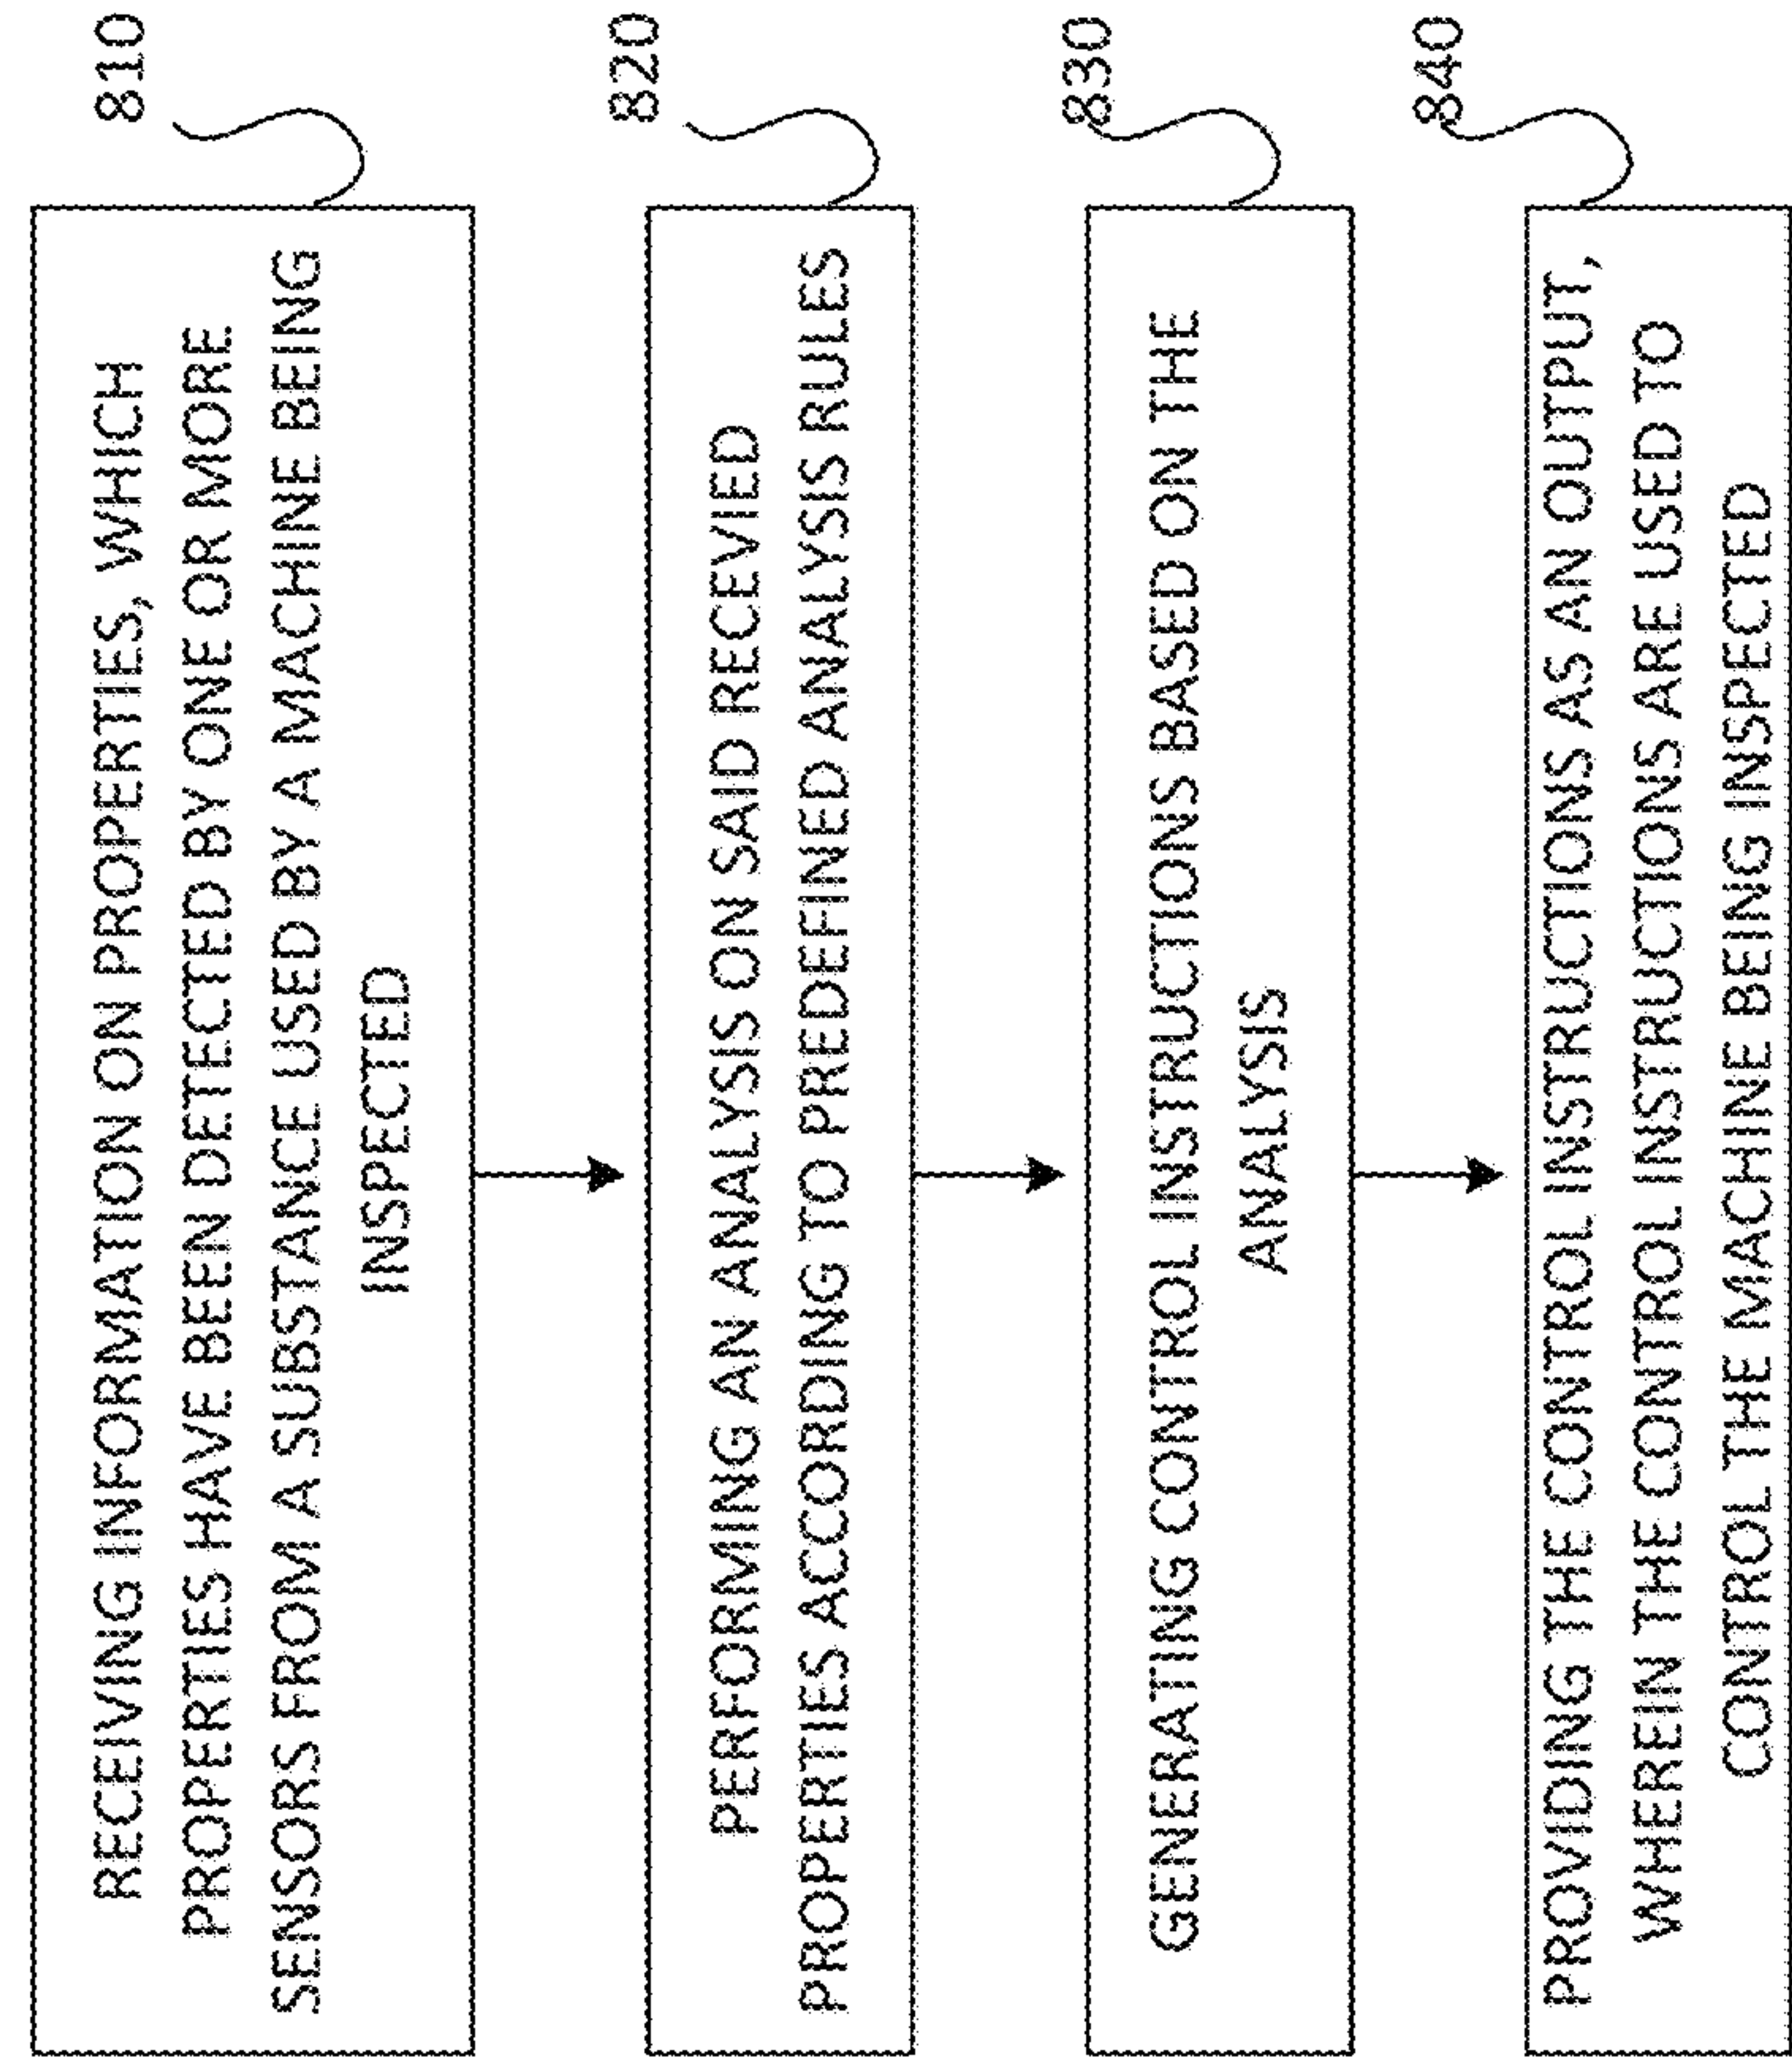 RECEIVING INFORMATION ON PROPERTIES, WHICH
PROPERTIES HAVE BEEN DETECTED BY ONE OR MORE
SENSORS FROM A SUBSTANCE USED BY A MACHINE BEING
INSPECTED
810
PERFORMING AN ANALYSIS ON SAID RECEVIED
PROPERTIES ACCORDING TO PREDEFINED ANALYSIS RULES
820
GENERATING CONTROL INSTRUCTIONS BASED ON THE
ANALYSIS
830
PROVIDING THE CONTROL INSTRUCTIONS AS AN OUTPUT,
WHEREIN THE CONTROL INSTRUCTIONS ARE USED TO
CONTROL THE MACHINE BEING INSPECTED
840